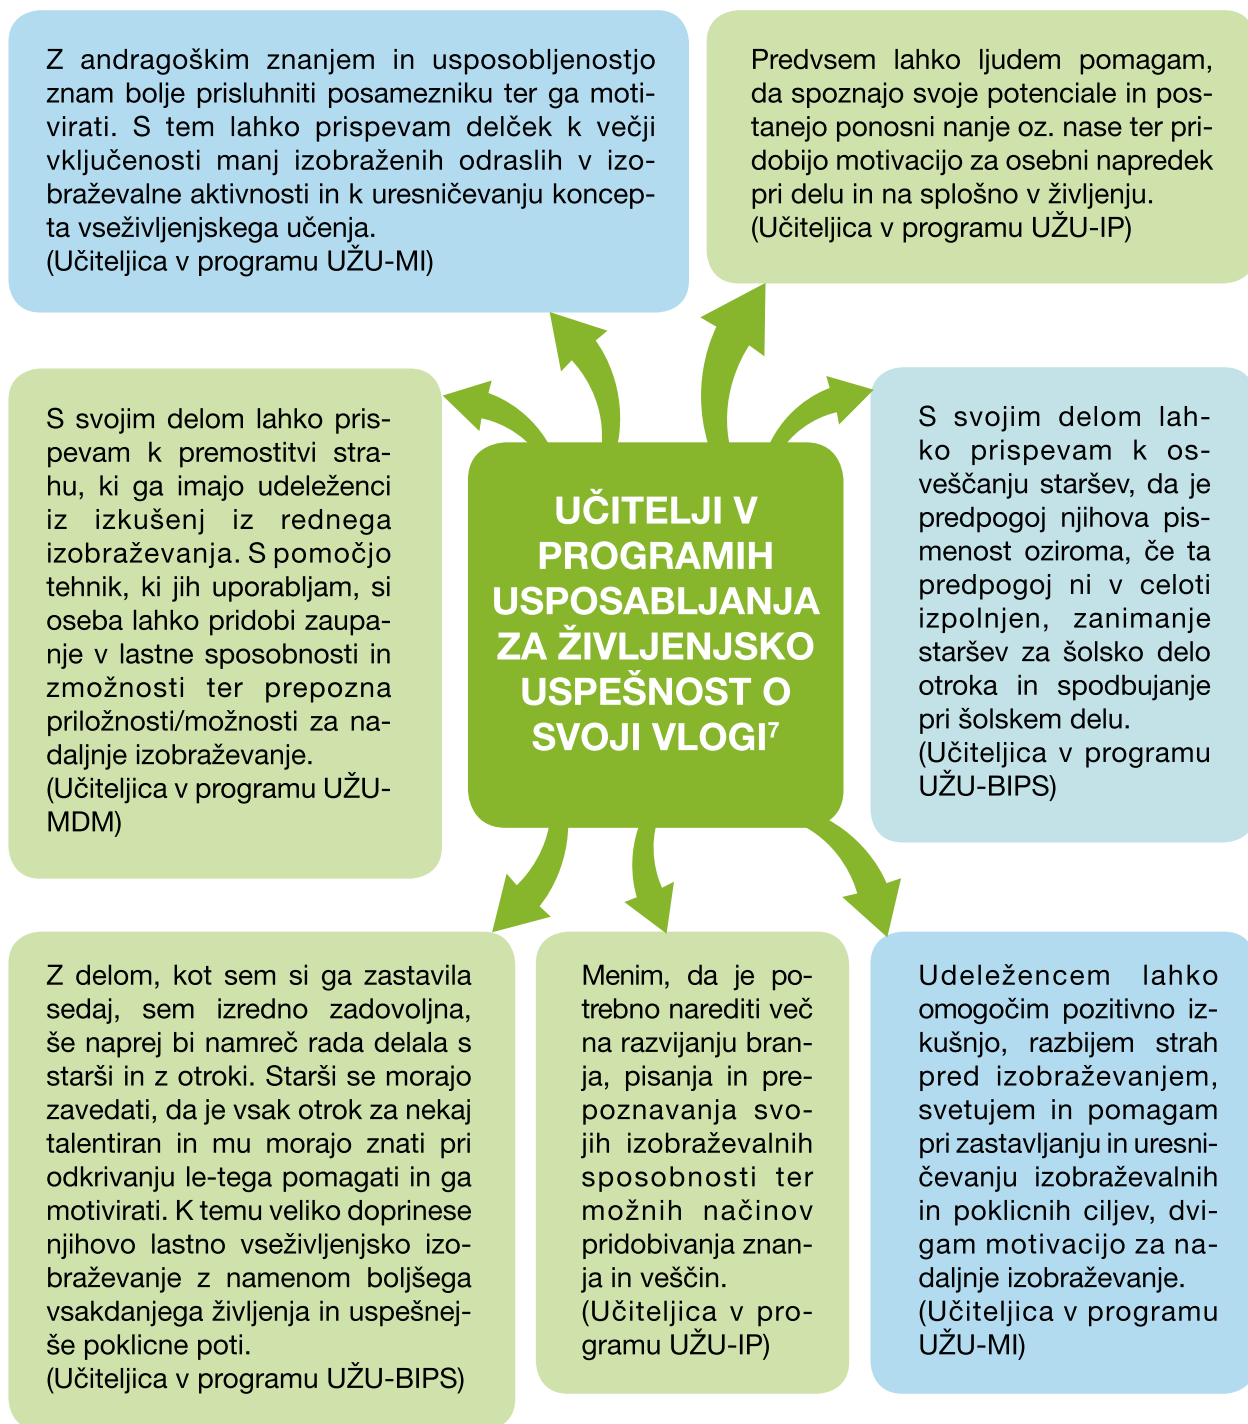 Z andragoškim znanjem in usposobljenostjo
znam bolje prisluhniti posamezniku ter ga moti-
virati. S tem lahko prispevam delček k večji
vključenosti manj izobraženih odraslih v izo-
braževalne aktivnosti in k uresničevanju koncep-
ta vseživljenjskega učenja.
(Učiteljica v programu UŽU-MI)
Predvsem lahko ljudem pomagam,
da spoznajo svoje potenciale in pos-
tanejo ponosni nanje oz. nase ter pri-
dobijo motivacijo za osebni napredek
pri delu in na splošno v življenju.
(Učiteljica v programu UŽU-IP)
S svojim delom lahko pris-
pevam k premostitvi stra-
hu, ki ga imajo udeleženci
iz izkušenj iz rednega
izobraževanja. S pomočjo
tehnik, ki jih uporabljam, si
oseba lahko pridobi zaupa-
nje v lastne sposobnosti in
zmožnosti ter prepozna
priložnosti/možnosti za na-
daljnje izobraževanje.
(Učiteljica v programu UŽU-
MDM)
UČITELJI V
PROGRAMIH
USPOSABLJANJA
ZA ŽIVLJENJSKO
USPEŠNOST O
SVOJI VLOGI⁷
S svojim delom lah-
ko prispevam k os-
veščanju staršev, da je
predpogoj njihova pis-
menost oziroma, če ta
predpogoj ni v celoti
izpolnjen, zanimanje
staršev za šolsko delo
otroka in spodbujanje
pri šolskem delu.
(Učiteljica v programu
UŽU-BIPS)
Z delom, kot sem si ga zastavila
sedaj, sem izredno zadovoljna,
še naprej bi namreč rada delala s
starši in z otroki. Starši se morajo
zavedati, da je vsak otrok za nekaj
talentiran in mu morajo znati pri
odkrivanju le-tega pomagati in ga
motivirati. K temu veliko doprinese
njihovo lastno vseživljenjsko izo-
braževanje z namenom boljšega
vsakdanjega življenja in uspešnej-
še poklicne poti.
(Učiteljica v programu UŽU-BIPS)
Menim, da je po-
trebno narediti več
na razvijanju bran-
ja, pisanja in pre-
poznavanja svo-
jih izobraževalnih
sposobnosti ter
možnih načinov
pridobivanja znan-
ja in veščin.
(Učiteljica v pro-
gramu UŽU-IP)
Udeležencem lahko
omogočim pozitivno iz-
kušnjo, razbijem strah
pred izobraževanjem,
svetujem in pomagam
pri zastavljanju in uresni-
čevanju izobraževalnih
in poklicnih ciljev, dvi-
gam motivacijo za na-
daljnje izobraževanje.
(Učiteljica v programu
UŽU-MI)